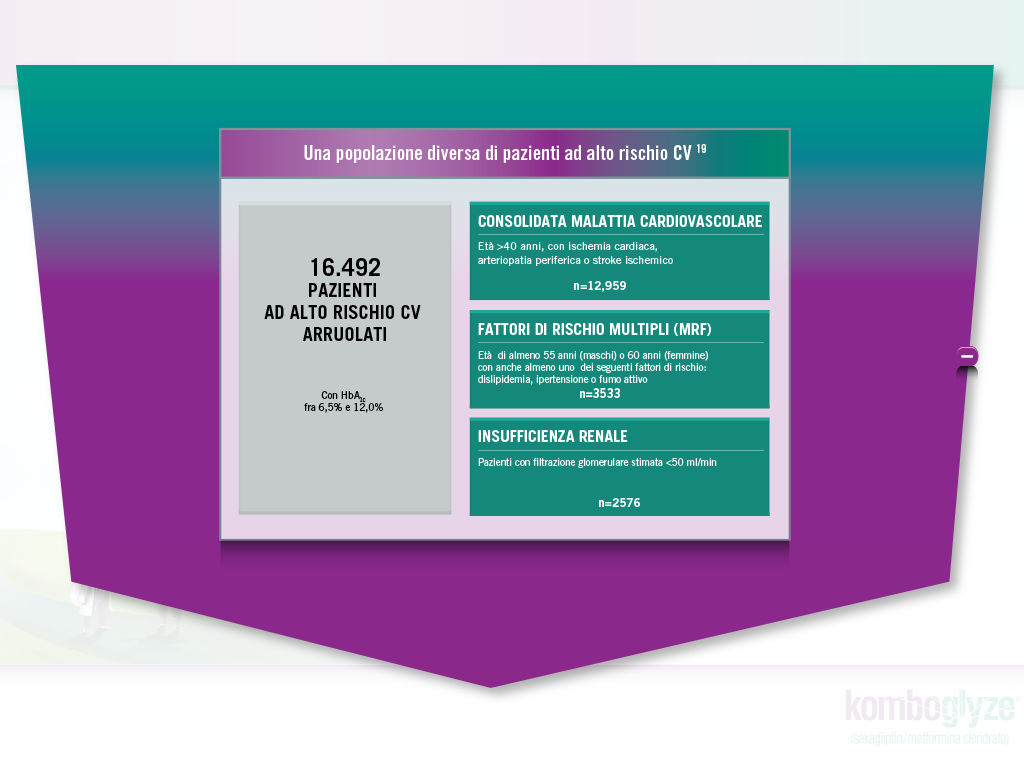 Una popolazione diversa di pazienti ad alto rischio CV 19
16.492
PAZIENTI
AD ALTO RISCHIO CV
ARRUOLATI
Con HbA1c
fra 6,5% e 12,0%
CONSOLIDATA MALATTIA CARDIOVASCOLARE
Età >40 anni, con ischemia cardiaca,
arteriopatia periferica o stroke ischemico
n=12,959
FATTORI DI RISCHIO MULTIPLI (MRF)
Età di almeno 55 anni (maschi) o 60 anni (femmine)
con anche almeno uno dei seguenti fattori di rischio:
dislipidemia, ipertensione o fumo attivo
n=3533
INSUFFICIENZA RENALE
Pazienti con filtrazione glomerulare stimata <50 ml/min
n=2576
komboglyze
(saxagliptin/metformina cloridrato)